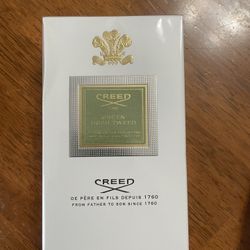 CREED
GREEN
IRISH TWEED
CREED
DE PÈRE EN FILS DEPUIS 1760
FROM FATHER TO SON SINCE 1760